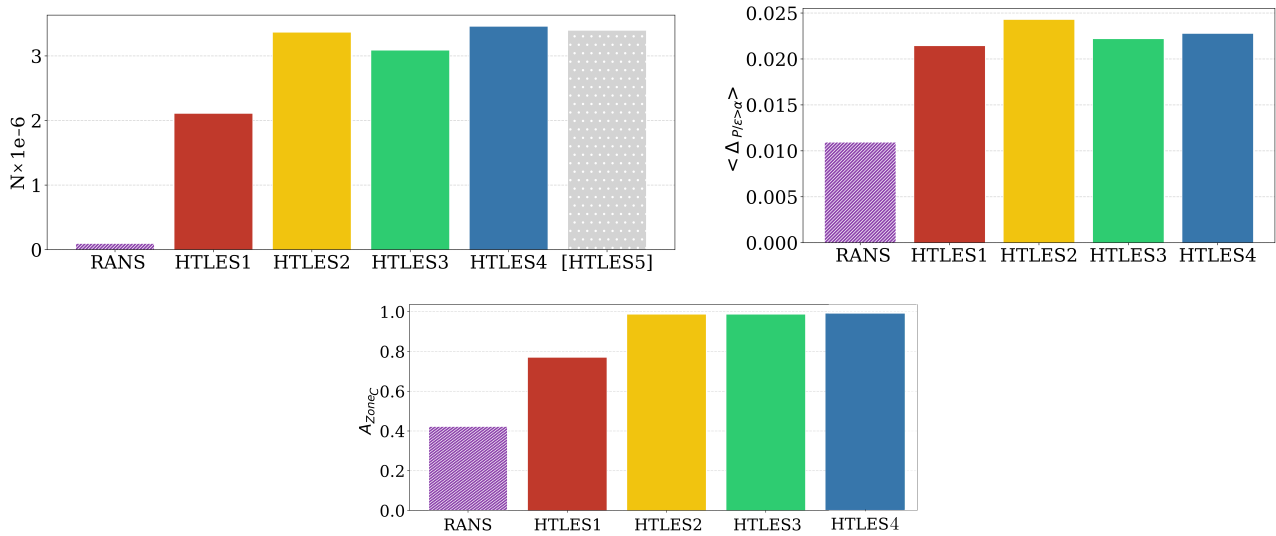 N×1e–6
3
2
1
0
RANS HTLES1 HTLES2 HTLES3 HTLES4 [HTLES5]
< Δ P/ε>α >
0.025
0.020
0.015
0.010
0.005
0.000
RANS HTLES1 HTLES2 HTLES3 HTLES4
A ZoneC
1.0
0.8
0.6
0.4
0.2
0.0
RANS HTLES1 HTLES2 HTLES3 HTLES4